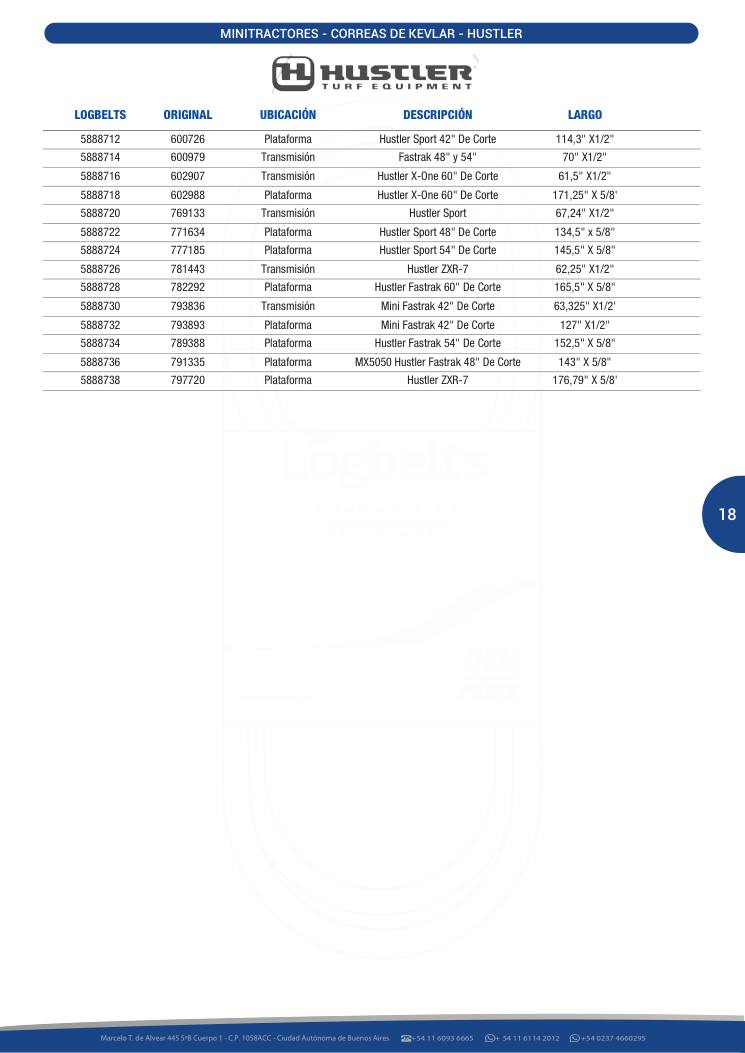 MINITRACTORES - CORREAS DE KEVLAR - HUSTLER
HUSTLER
TURF EQUIPMENT
LOGBELTS ORIGINAL UBICACIÓN DESCRIPCIÓN LARGO
5888712 600726 Plataforma Hustler Sport 42" De Corte 114,3" X1/2"
5888714 600979 Transmisión Fastrak 48" y 54" 70" X1/2"
5888716 602907 Transmisión Hustler X-One 60" De Corte 61,5" X1/2"
5888718 602988 Plataforma Hustler X-One 60" De Corte 171,25" X 5/8'
5888720 769133 Transmisión Hustler Sport 67,24" X1/2"
5888722 771634 Plataforma Hustler Sport 48" De Corte 134,5" x 5/8"
5888724 777185 Plataforma Hustler Sport 54" De Corte 145,5" X 5/8"
5888726 781443 Transmisión Hustler ZXR-7 62,25" X1/2"
5888728 782292 Plataforma Hustler Fastrak 60" De Corte 165,5" X 5/8"
5888730 793836 Transmisión Mini Fastrak 42" De Corte 63,325" X1/2'
5888732 793893 Plataforma Mini Fastrak 42" De Corte 127" X1/2"
5888734 789388 Plataforma Hustler Fastrak 54" De Corte 152,5" X 5/8"
5888736 791335 Plataforma MX5050 Hustler Fastrak 48" De Corte 143" X 5/8"
5888738 797720 Plataforma Hustler ZXR-7 176,79" X 5/8'
Logbelts
18
OEM
PARTS
Marcelo T. de Alvear 445 5ºB Cuerpo 1 - C.P. 1058ACC - Ciudad Autónoma de Buenos Aires. +54 11 6093 6665 + 54 11 6114 2012 +54 0237 4660295